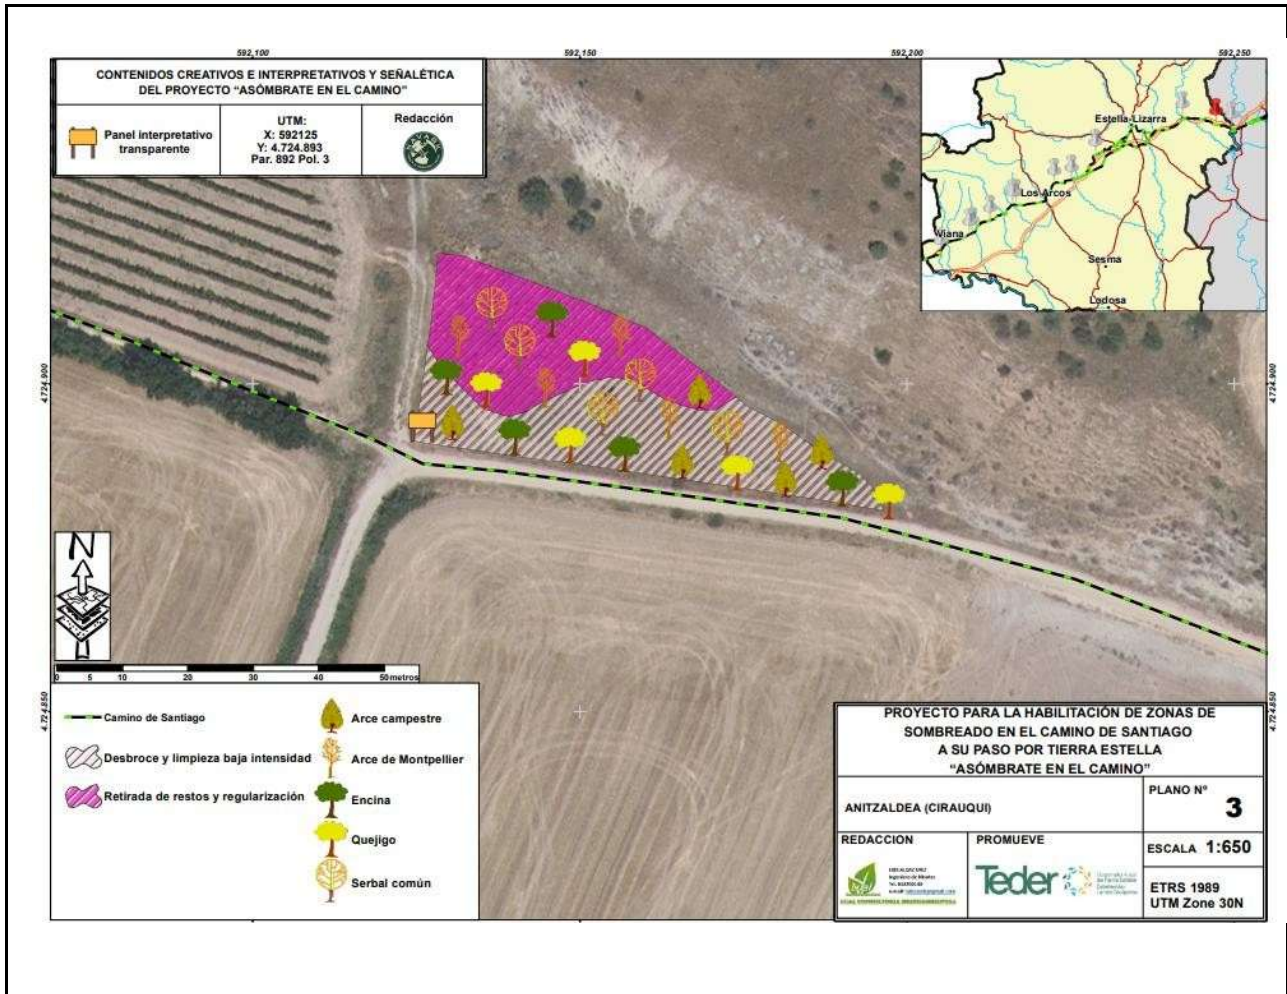 592,100
592,150
592,200
592,250
CONTENIDOS CREATIVOS E INTERPRETATIVOS Y SEÑALÉTICA
DEL PROYECTO “ASÓMBRATE EN EL CAMINO”
Panel interpretativo
transparente
UTM:
X: 592125
Y: 4.724.893
Par. 892 Pol. 3
Redacción
Estella-Lizarra
Los Arcos
Viana
Sesma
Lodosa
4.724.900
4.724.900
N
0 5 10 20 30 40 50 metros
4.724.850
4.724.850
Camino de Santiago
Desbroce y limpieza baja intensidad
Retirada de restos y regularización
Arce campestre
Arce de Montpellier
Encina
Quejigo
Serbal común
PROYECTO PARA LA HABILITACIÓN DE ZONAS DE
SOMBREADO EN EL CAMINO DE SANTIAGO
A SU PASO POR TIERRA ESTELLA
“ASÓMBRATE EN EL CAMINO”
ANITZALDEA (CIRAUQUI)
PLANO Nº
3
REDACCION
PROMUEVE
Teder
ESCALA 1:650
ETRS 1989
UTM Zone 30N